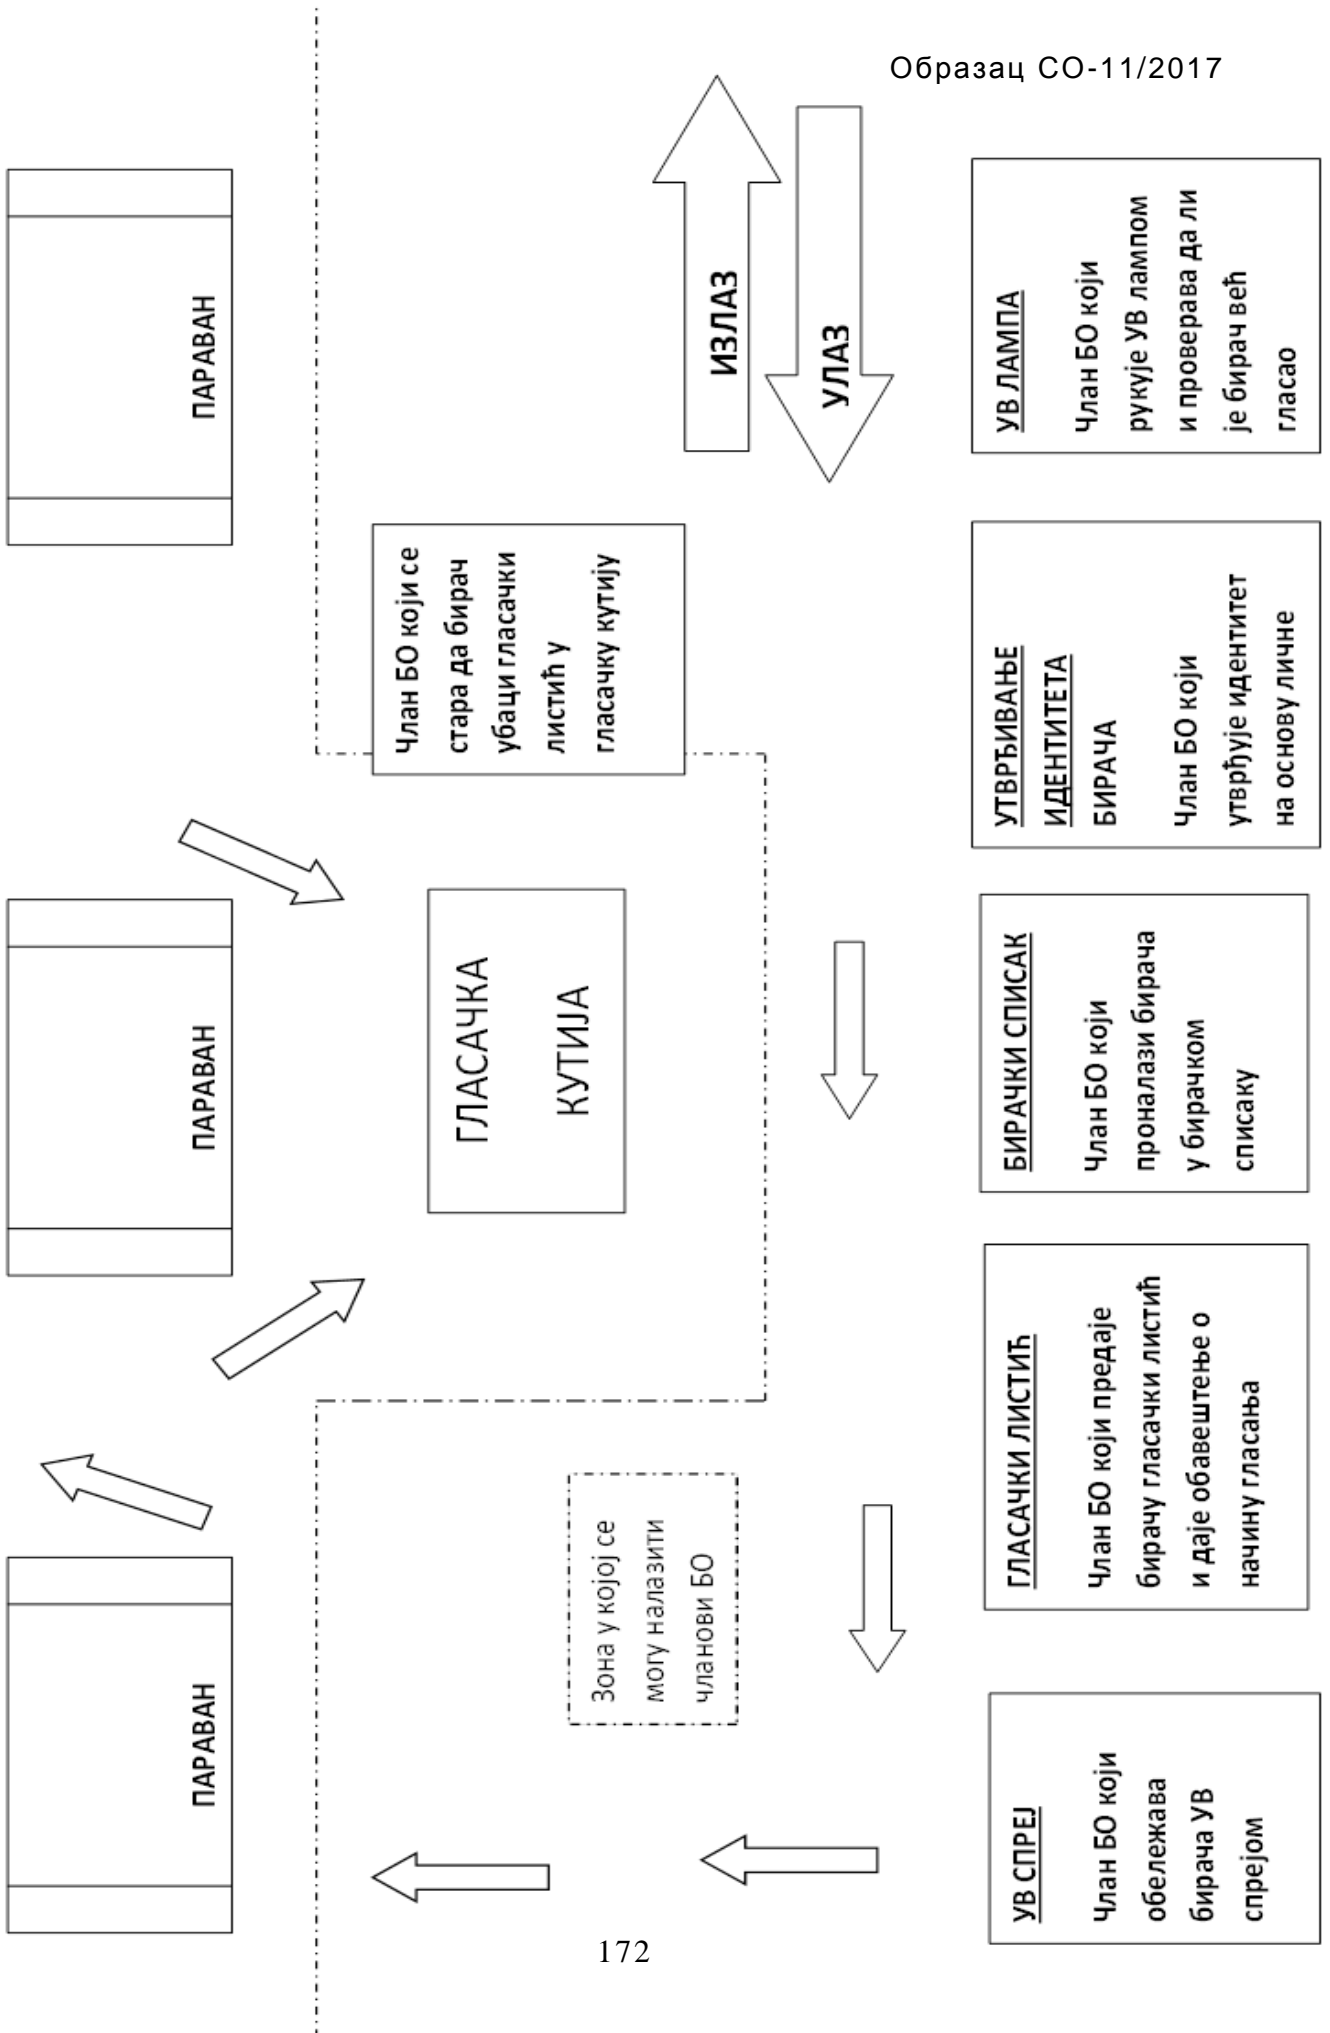 Образац СО-11/2017
ПАРАВАН
ПАРАВАН
ПАРАВАН
ИЗЛАЗ
УЛАЗ
Члан БО који се
стара да бирач
убаци гласачки
листић у
гласачку кутију
ГЛАСАЧКА
КУТИЈА
Зона у којој се
могу налазити
чланови БО
УВ СПРЕЈ
Члан БО који
обележава
бирача УВ
спрејом
ГЛАСАЧКИ ЛИСТИЋ
Члан БО који предаје
бирачу гласачки листић
и даје обавештење о
начину гласања
БИРАЧКИ СПИСАК
Члан БО који
проналази бирача
у бирачком
списаку
УТВРЂИВАЊЕ
ИДЕНТИТЕТА
БИРАЧА
Члан БО који
утврђује идентитет
на основу личне
УВ ЛАМПА
Члан БО који
рукује УВ лампом
и проверава да ли
је бирач већ
гласао
172